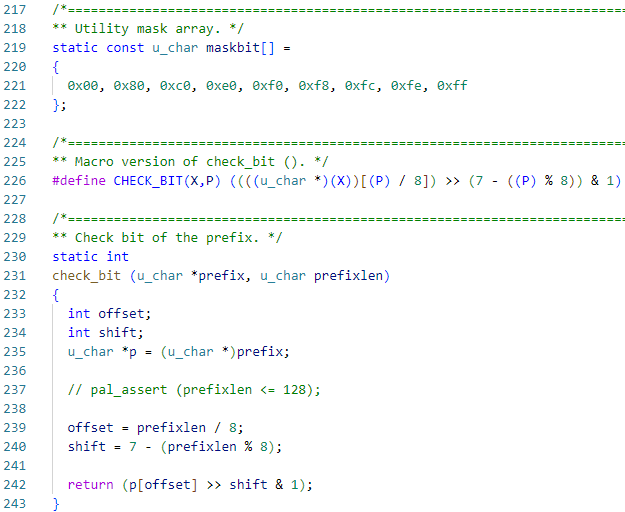 217 /*==========================================================================
218 ** Utility mask array. */
219 static const u_char maskbit[] =
220 {
221   0x00, 0x80, 0xc0, 0xe0, 0xf0, 0xf8, 0xfc, 0xfe, 0xff
222 };
223
224 /*==========================================================================
225 ** Macro version of check_bit (). */
226 #define CHECK_BIT(X,P) ((((u_char *)(X))[(P) / 8]) >> (7 - ((P) % 8)) & 1)
227
228 /*==========================================================================
229 ** Check bit of the prefix. */
230 static int
231 check_bit (u_char *prefix, u_char prefixlen)
232 {
233   int offset;
234   int shift;
235   u_char *p = (u_char *)prefix;
236
237   // pal_assert (prefixlen <= 128);
238
239   offset = prefixlen / 8;
240   shift = 7 - (prefixlen % 8);
241
242   return (p[offset] >> shift & 1);
243 }